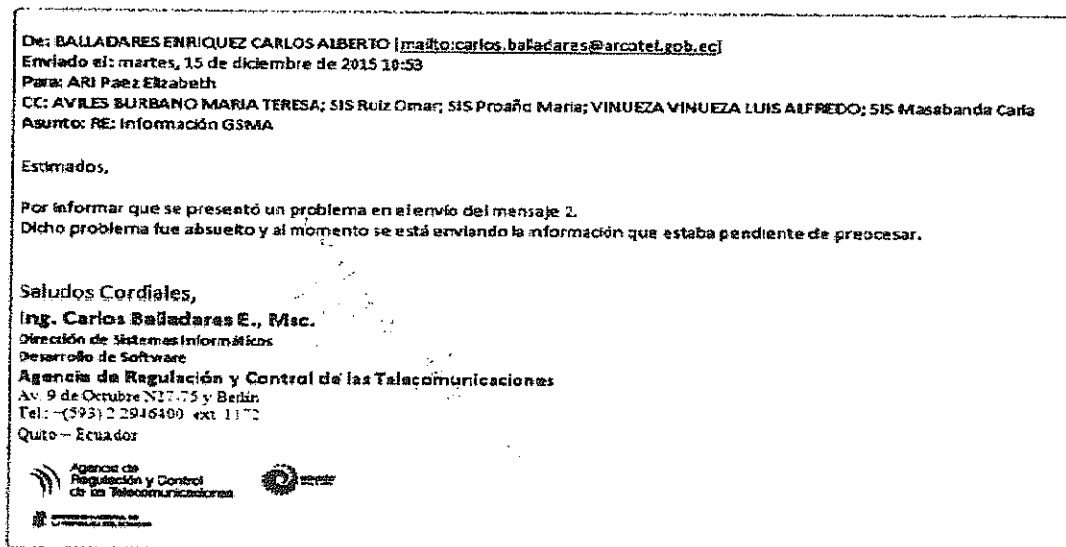 De: BALLADARES ENRIQUEZ CARLOS ALBERTO [mailto:carlos.balladares@arcotel.gob.ec]
Enviado el: martes, 15 de diciembre de 2015 10:53
Para: ARI Paez Elizabeth
CC: AVILES BURBANO MARIA TERESA; SIS Ruiz Omar; SIS Proaño Maria; VINUEZA VINUEZA LUIS ALFREDO; SIS Masabanda Carla
Asunto: RE: Información GSMA
Estimados,
Por informar que se presentó un problema en el envío del mensaje 2.
Dicho problema fue absuelto y al momento se está enviando la información que estaba pendiente de preocesar.
Saludos Cordiales,
Ing. Carlos Balladares E., Msc.
Dirección de Sistemas Informáticos
Desarrollo de Software
Agencia de Regulación y Control de las Telecomunicaciones
Av. 9 de Octubre N27-75 y Berlín
Tel.: (593) 2 2946400 ext. 1172
Quito – Ecuador
Agencia de
Regulación y Control
de las Telecomunicaciones